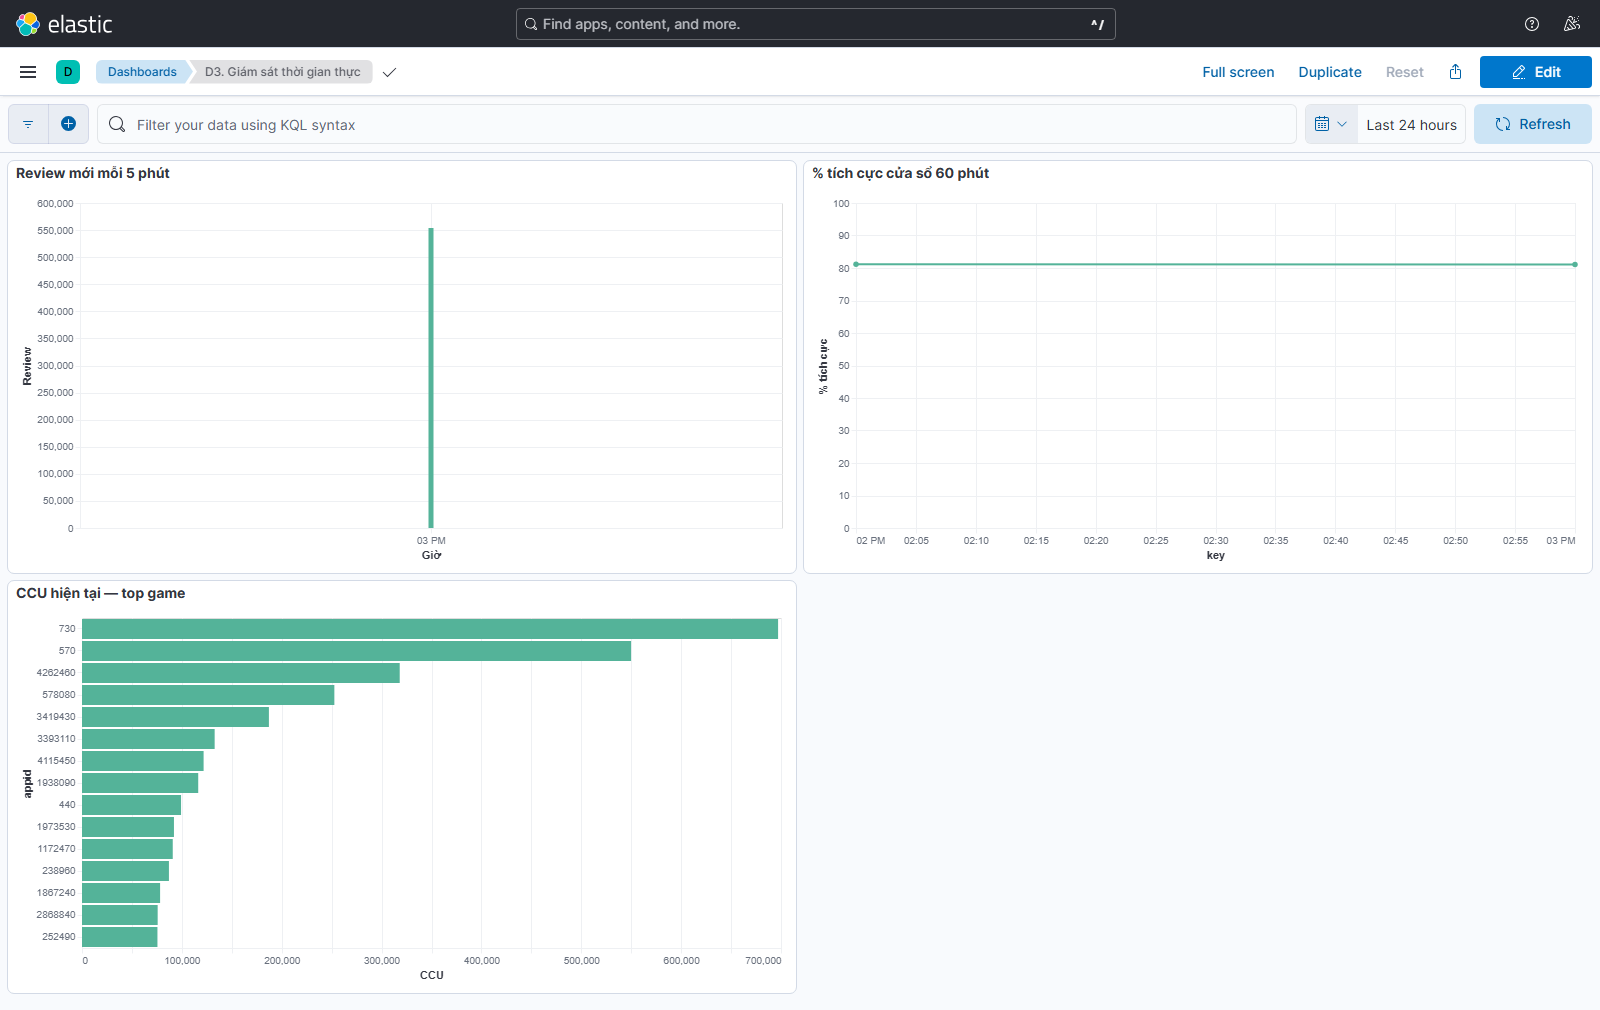 elastic
Find apps, content, and more.
^/
D
Dashboards
D3. Giám sát thời gian thực
Full screen
Duplicate
Reset
Edit
Filter your data using KQL syntax
Last 24 hours
Refresh
Review mới mỗi 5 phút
600,000
550,000
500,000
450,000
400,000
350,000
300,000
250,000
200,000
150,000
100,000
50,000
0
Review
03 PM
Giờ
% tích cực cửa sổ 60 phút
100
90
80
70
60
50
40
30
20
10
0
% tích cực
02 PM 02:05 02:10 02:15 02:20 02:25 02:30 02:35 02:40 02:45 02:50 02:55 03 PM
key
CCU hiện tại — top game
730
570
4262460
578080
3419430
3393110
4115450
1938090
440
1973530
1172470
238960
1867240
2868840
252490
appid
0 100,000 200,000 300,000 400,000 500,000 600,000 700,000
CCU